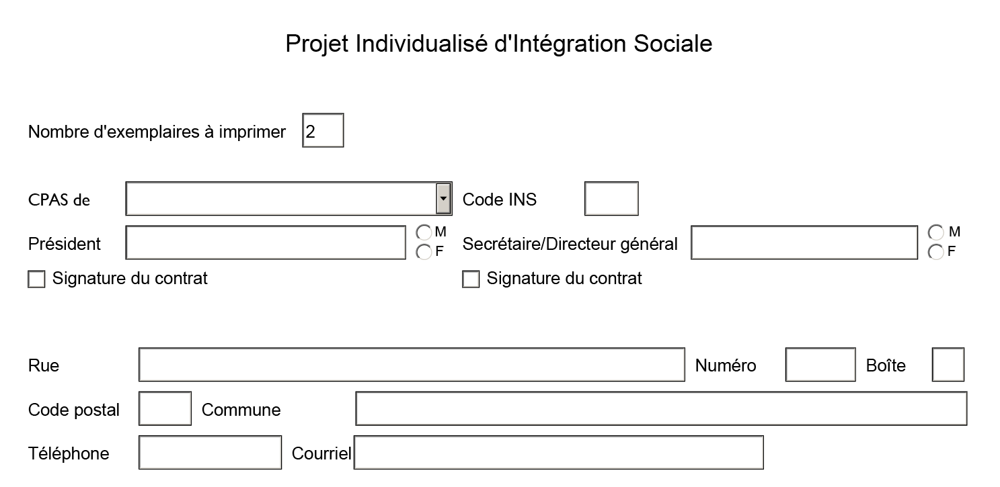 Projet Individualisé d'Intégration Sociale
Nombre d'exemplaires à imprimer 2
CPAS de Code INS
Président M F Secrétaire/Directeur général M F
Signature du contrat Signature du contrat
Rue Numéro Boîte
Code postal Commune
Téléphone Courriel